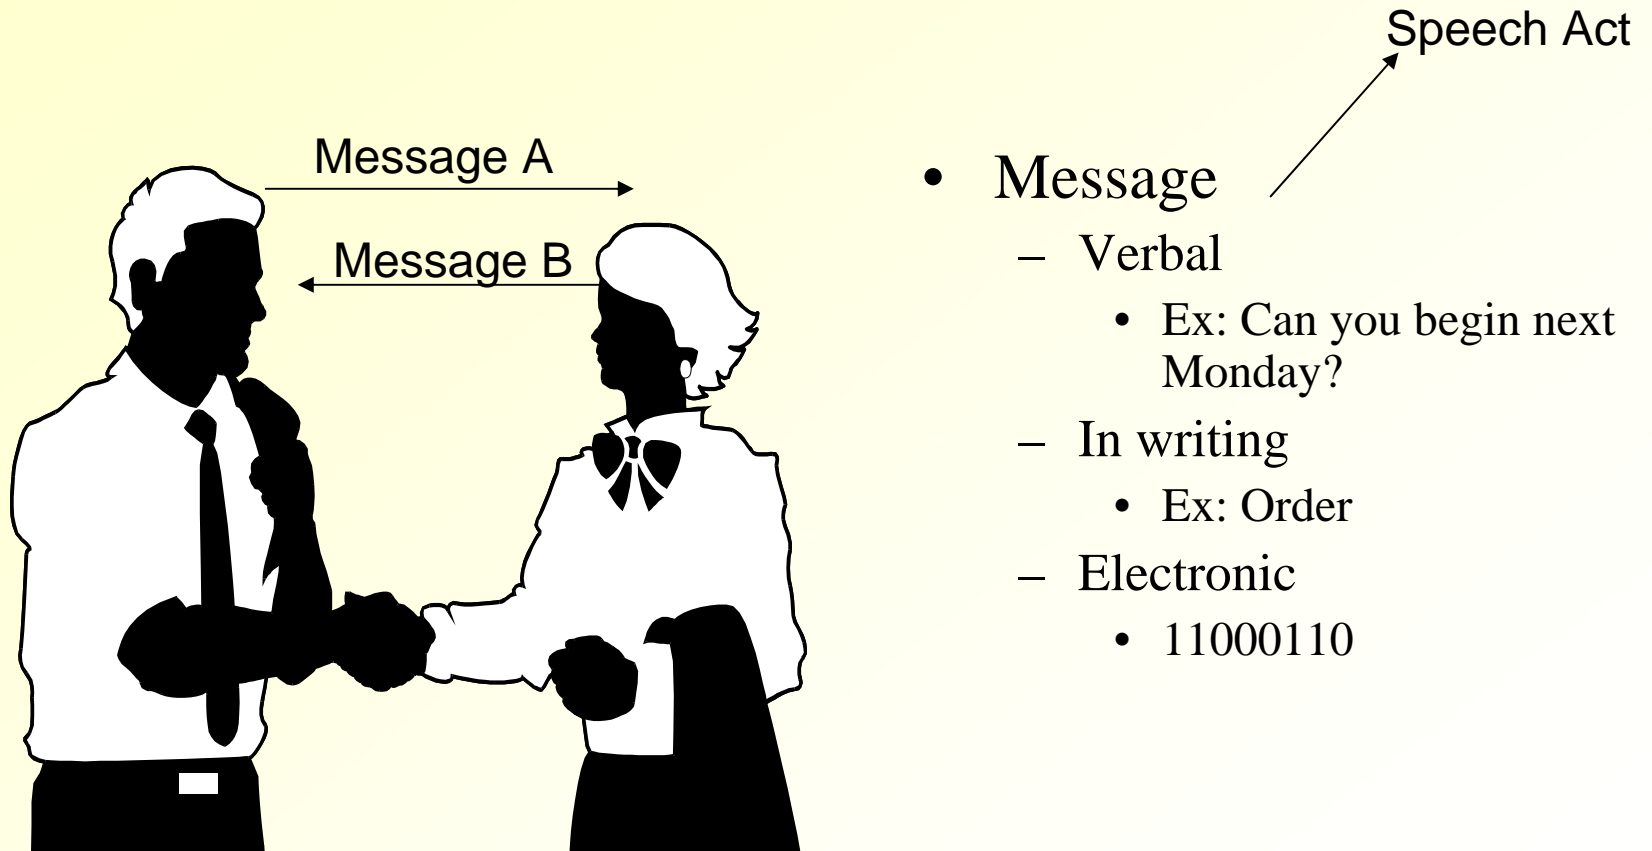 Speech Act
Message A
Message B
• Message
– Verbal
• Ex: Can you begin next
Monday?
– In writing
• Ex: Order
– Electronic
• 11000110